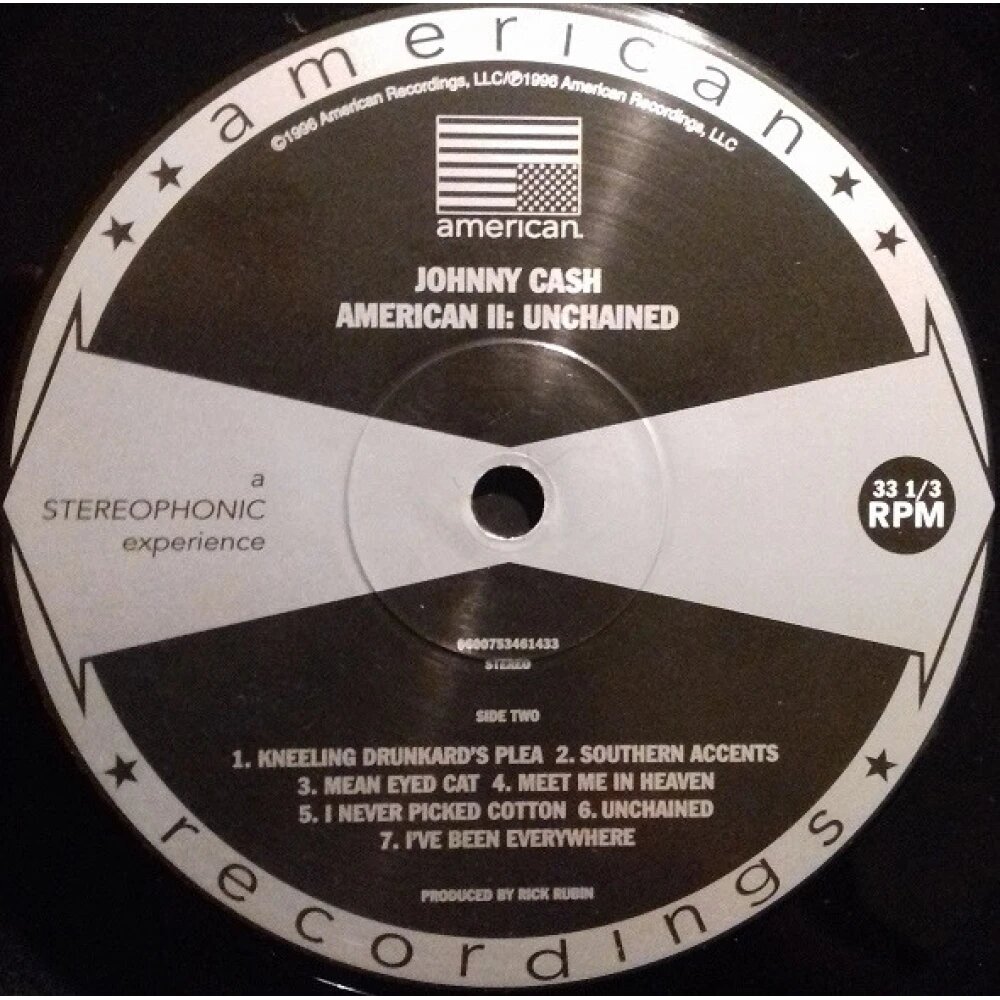 american
©1996 American Recordings, LLC/℗1996 American Recordings, LLC
american
JOHNNY CASH
AMERICAN II: UNCHAINED
a
STEREOPHONIC
experience
33 1/3
RPM
0600753461433
STEREO
SIDE TWO
1. KNEELING DRUNKARD'S PLEA 2. SOUTHERN ACCENTS
3. MEAN EYED CAT 4. MEET ME IN HEAVEN
5. I NEVER PICKED COTTON 6. UNCHAINED
7. I'VE BEEN EVERYWHERE
PRODUCED BY RICK RUBIN
recordings